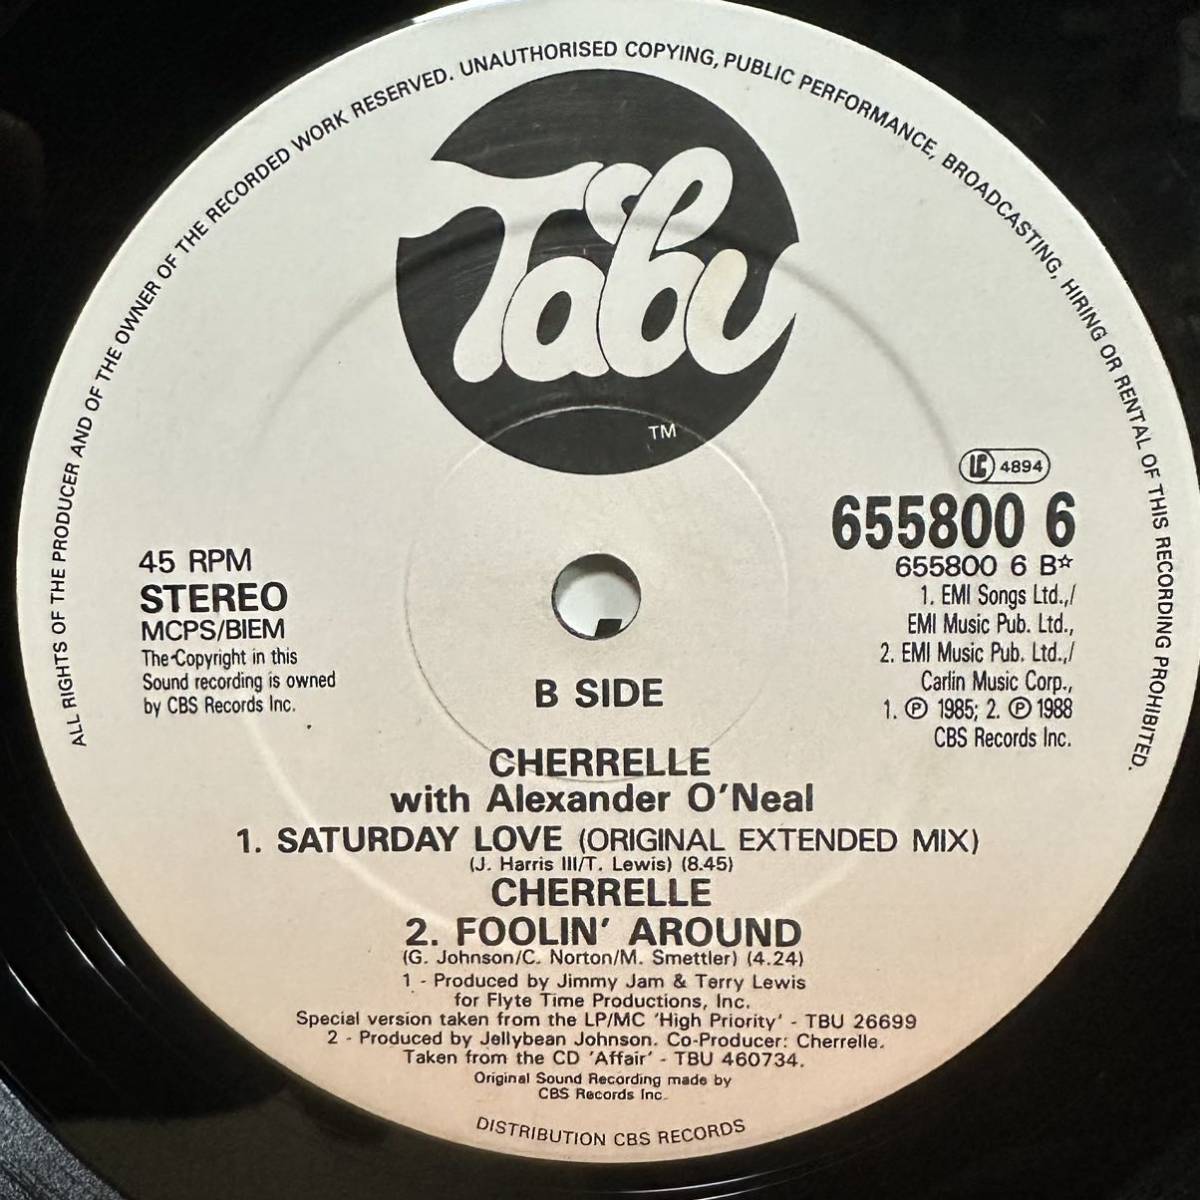 ALL RIGHTS OF THE PRODUCER AND OF THE OWNER OF THE RECORDED WORK RESERVED. UNAUTHORISED COPYING, PUBLIC PERFORMANCE, BROADCASTING, HIRING OR RENTAL OF THIS RECORDING PROHIBITED.
Tabu
TM
LC 4894
655800 6
655800 6 B☆
1. EMI Songs Ltd.,/
EMI Music Pub. Ltd.,
2. EMI Music Pub. Ltd.,/
Carlin Music Corp.,
1. ℗ 1985; 2. ℗ 1988
CBS Records Inc.
45 RPM
STEREO
MCPS/BIEM
The Copyright in this
Sound recording is owned
by CBS Records Inc.
B SIDE
CHERRELLE
with Alexander O'Neal
1. SATURDAY LOVE (ORIGINAL EXTENDED MIX)
(J. Harris III/T. Lewis) (8.45)
CHERRELLE
2. FOOLIN' AROUND
(G. Johnson/C. Norton/M. Smettler) (4.24)
1 - Produced by Jimmy Jam & Terry Lewis
for Flyte Time Productions, Inc.
Special version taken from the LP/MC 'High Priority' - TBU 26699
2 - Produced by Jellybean Johnson. Co-Producer: Cherrelle.
Taken from the CD 'Affair' - TBU 460734.
Original Sound Recording made by
CBS Records Inc.
DISTRIBUTION CBS RECORDS